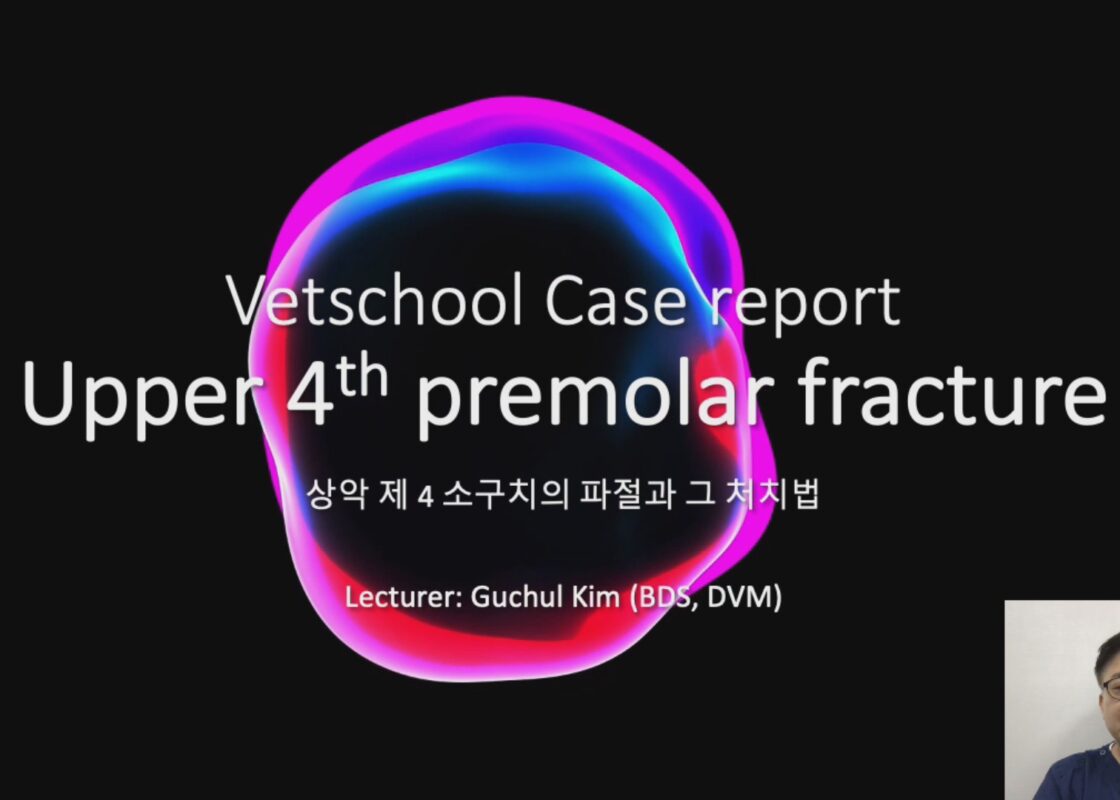 Vetschool Case report
Upper 4th premolar fracture
상악 제 4 소구치의 파절과 그 처치법
Lecturer: Guchul Kim (BDS, DVM)